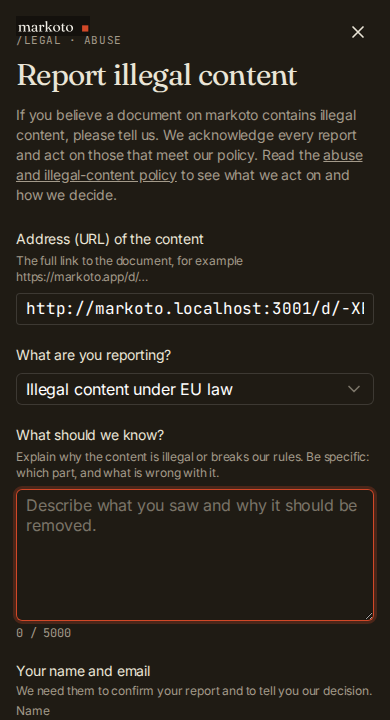 markoto
/LEGAL · ABUSE
Report illegal content
If you believe a document on markoto contains illegal
content, please tell us. We acknowledge every report
and act on those that meet our policy. Read the abuse
and illegal-content policy to see what we act on and
how we decide.
Address (URL) of the content
The full link to the document, for example
https://markoto.app/d/…
http://markoto.localhost:3001/d/-X
What are you reporting?
Illegal content under EU law
What should we know?
Explain why the content is illegal or breaks our rules. Be specific:
which part, and what is wrong with it.
Describe what you saw and why it should be
removed.
0 / 5000
Your name and email
We need them to confirm your report and to tell you our decision.
Name